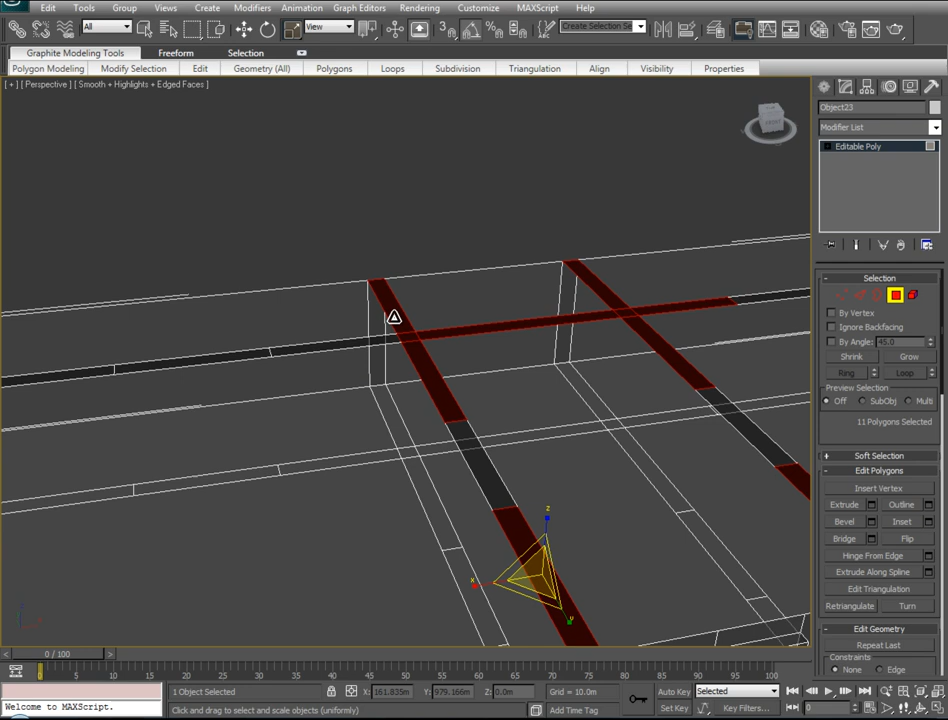 Edit Tools Group Views Create Modifiers Animation Graph Editors Rendering Customize MAXScript Help
All View 3 Create Selection Se
Graphite Modeling Tools Freeform Selection
Polygon Modeling Modify Selection Edit Geometry (All) Polygons Loops Subdivision Triangulation Align Visibility Properties
[ + ] [ Perspective ] [ Smooth + Highlights + Edged Faces ]
FRONT
Object23
Modifier List
Editable Poly
- Selection
By Vertex
Ignore Backfacing
By Angle: 45.0
Shrink Grow
Ring Loop
Preview Selection
Off SubObj Multi
11 Polygons Selected
+ Soft Selection
- Edit Polygons
Insert Vertex
Extrude Outline
Bevel Inset
Bridge Flip
Hinge From Edge
Extrude Along Spline
Edit Triangulation
Retriangulate Turn
- Edit Geometry
Repeat Last
Constraints
None Edge
z
x
y
< 0 / 100 >
0 5 10 15 20 25 30 35 40 45 50 55 60 65 70 75 80 85 90 95 100
1 Object Selected X: 161.835m Y: 979.166m Z: 0.0m Grid = 10.0m Auto Key Selected
Welcome to MAXScript. Click and drag to select and scale objects (uniformly) Add Time Tag Set Key Key Filters... 0